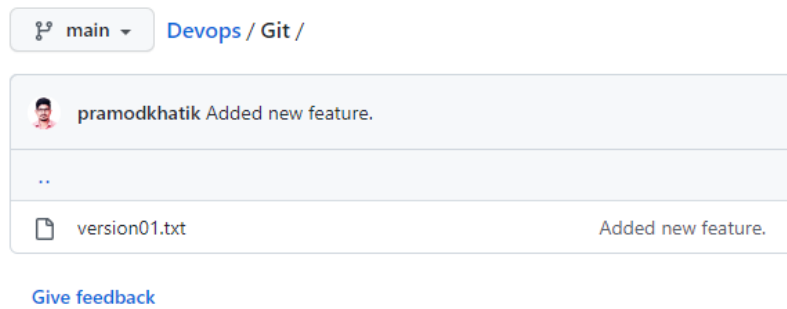 main Devops / Git /
pramodkhatik Added new feature.
..
version01.txt Added new feature.
Give feedback